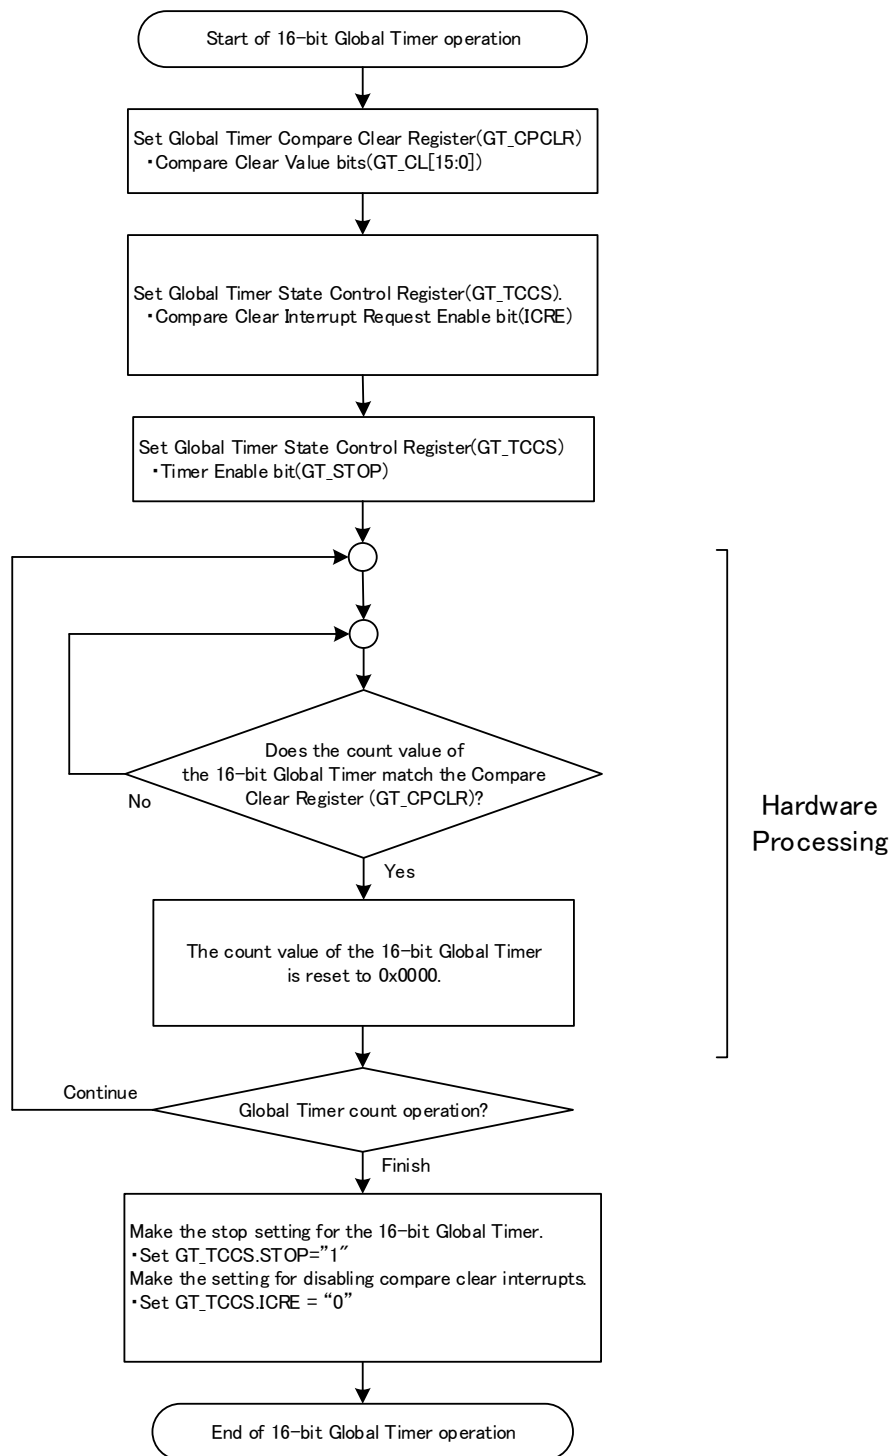 Start of 16-bit Global Timer operation
Set Global Timer Compare Clear Register(GT_CPCLR)
・Compare Clear Value bits(GT_CL[15:0])
Set Global Timer State Control Register(GT_TCCS).
・Compare Clear Interrupt Request Enable bit(ICRE)
Set Global Timer State Control Register(GT_TCCS)
・Timer Enable bit(GT_STOP)
Does the count value of
the 16-bit Global Timer match the Compare
Clear Register (GT_CPCLR)?
No
Hardware
Processing
Yes
The count value of the 16-bit Global Timer
is reset to 0x0000.
Continue
Global Timer count operation?
Finish
Make the stop setting for the 16-bit Global Timer.
・Set GT_TCCS.STOP=”1″
Make the setting for disabling compare clear interrupts.
・Set GT_TCCS.ICRE = “0”
End of 16-bit Global Timer operation